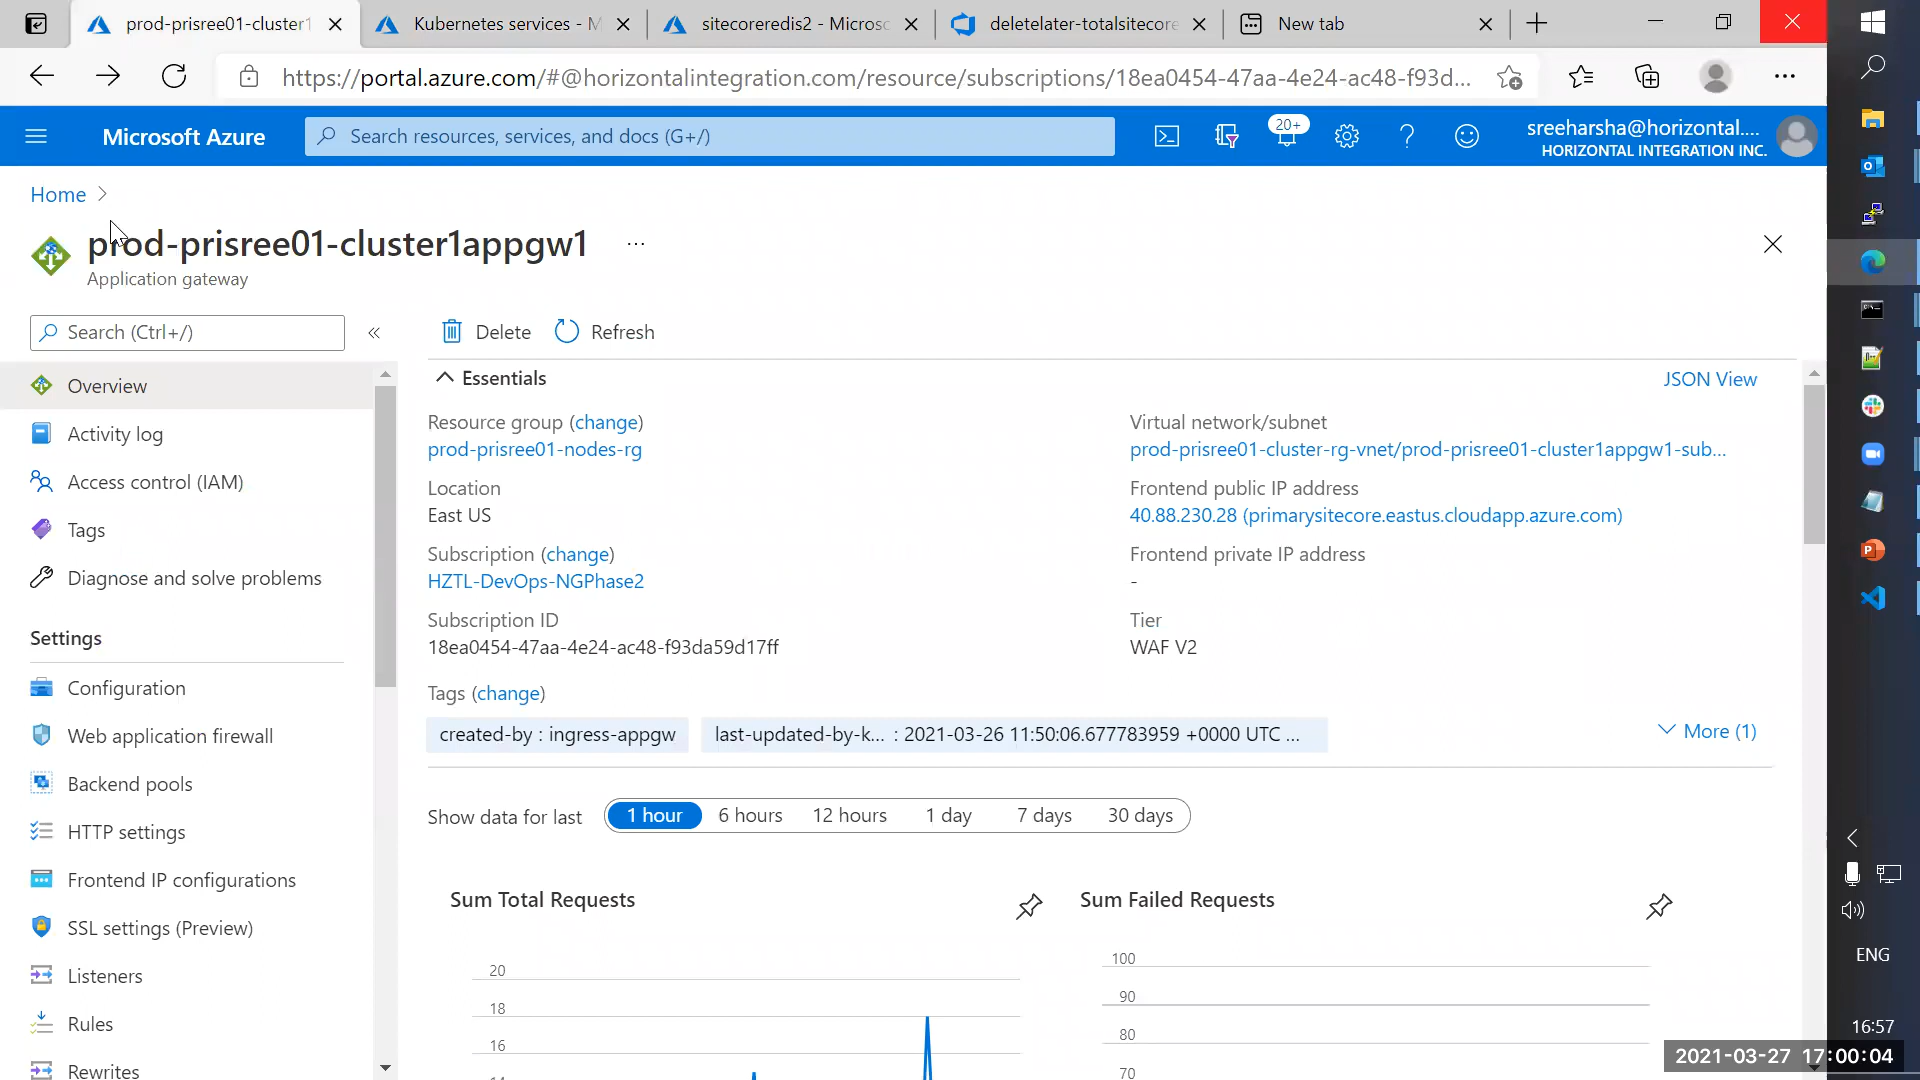 prod-prisree01-cluster1
Kubernetes services - M
sitecoreredis2 - Microsc
deletelater-totalsitecore
New tab
https://portal.azure.com/#@horizontalintegration.com/resource/subscriptions/18ea0454-47aa-4e24-ac48-f93d...
Microsoft Azure
Search resources, services, and docs (G+/)
20+
sreeharsha@horizontal....
HORIZONTAL INTEGRATION INC.
Home
prod-prisree01-cluster1appgw1
...
Application gateway
Search (Ctrl+/)
«
Delete
Refresh
Overview
Activity log
Access control (IAM)
Tags
Diagnose and solve problems
Settings
Configuration
Web application firewall
Backend pools
HTTP settings
Frontend IP configurations
SSL settings (Preview)
Listeners
Rules
Rewrites
Essentials
JSON View
Resource group (change)
prod-prisree01-nodes-rg
Location
East US
Subscription (change)
HZTL-DevOps-NGPhase2
Subscription ID
18ea0454-47aa-4e24-ac48-f93da59d17ff
Virtual network/subnet
prod-prisree01-cluster-rg-vnet/prod-prisree01-cluster1appgw1-sub...
Frontend public IP address
40.88.230.28 (primarysitecore.eastus.cloudapp.azure.com)
Frontend private IP address
-
Tier
WAF V2
Tags (change)
created-by : ingress-appgw
last-updated-by-k... : 2021-03-26 11:50:06.677783959 +0000 UTC ...
More (1)
Show data for last
1 hour
6 hours
12 hours
1 day
7 days
30 days
Sum Total Requests
20
18
16
Sum Failed Requests
100
90
80
70
ENG
16:57
2021-03-27 17:00:04